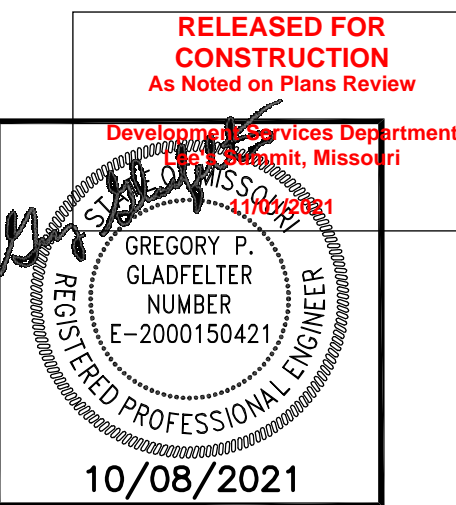 RELEASED FOR
CONSTRUCTION
As Noted on Plans Review
Development Services Department
Lee's Summit, Missouri
11/01/2021
STATE OF MISSOURI
GREGORY P.
GLADFELTER
NUMBER
E-2000150421
REGISTERED PROFESSIONAL ENGINEER
10/08/2021